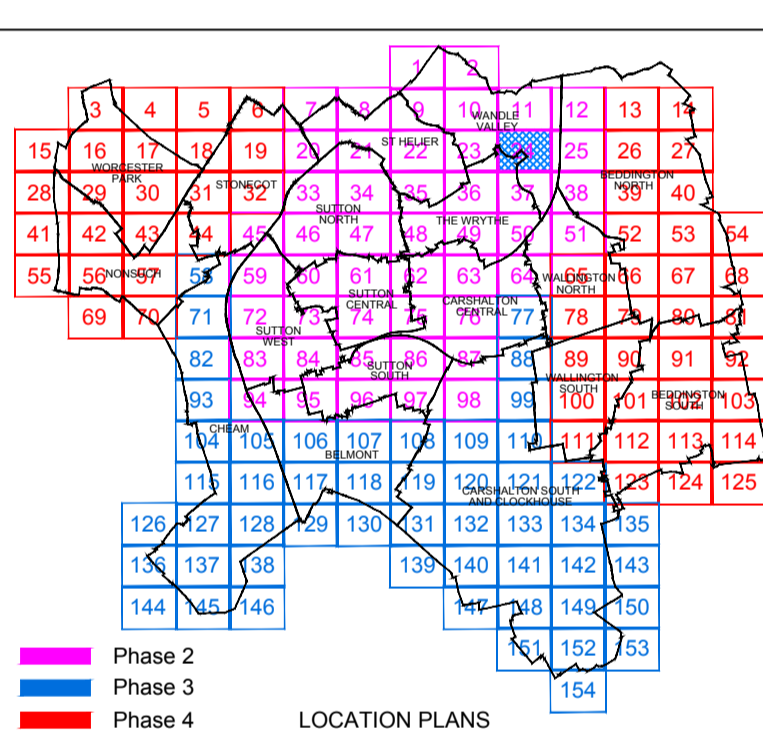 1 2
3 4 5 6 7 8 9 10 11 12 13 14
WANDLE
VALLEY
15 16 17 18 19 20 21 22 23 24 25 26 27
ST HELIER
WORCESTER
PARK
BEDDINGTON
NORTH
28 29 30 31 32 33 34 35 36 37 38 39 40
STONECOT
SUTTON
NORTH
THE WRYTHE
41 42 43 44 45 46 47 48 49 50 51 52 53 54
55 56 57 58 59 60 61 62 63 64 65 66 67 68
NONSUCH
WALLINGTON
NORTH
SUTTON
CENTRAL
CARSHALTON
CENTRAL
69 70 71 72 73 74 75 76 77 78 79 80 81
SUTTON
WEST
82 83 84 85 86 87 88 89 90 91 92
SUTTON
SOUTH
WALLINGTON
SOUTH
93 94 95 96 97 98 99 100 101 102 103
BEDDINGTON
SOUTH
CHEAM
104 105 106 107 108 109 110 111 112 113 114
BELMONT
115 116 117 118 119 120 121 122 123 124 125
CARSHALTON SOUTH
AND CLOCKHOUSE
126 127 128 129 130 131 132 133 134 135
136 137 138 139 140 141 142 143
144 145 146 147 148 149 150
151 152 153
154
Phase 2
Phase 3
Phase 4
LOCATION PLANS